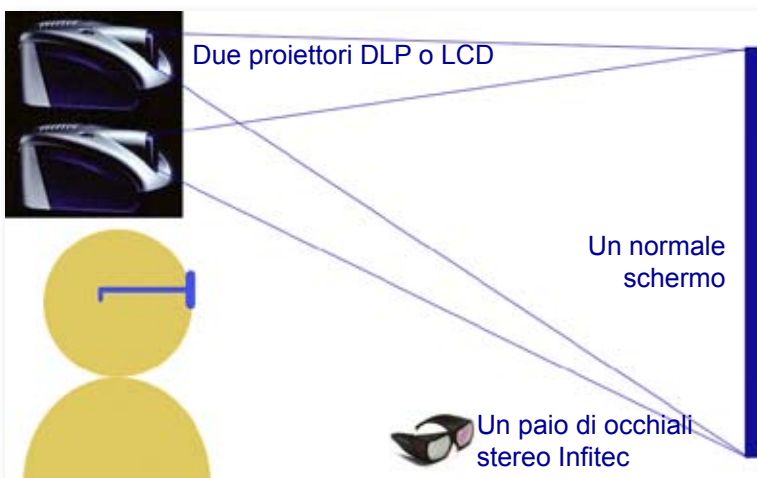 Due proiettori DLP o LCD
Un normale
schermo
Un paio di occhiali
stereo Infitec